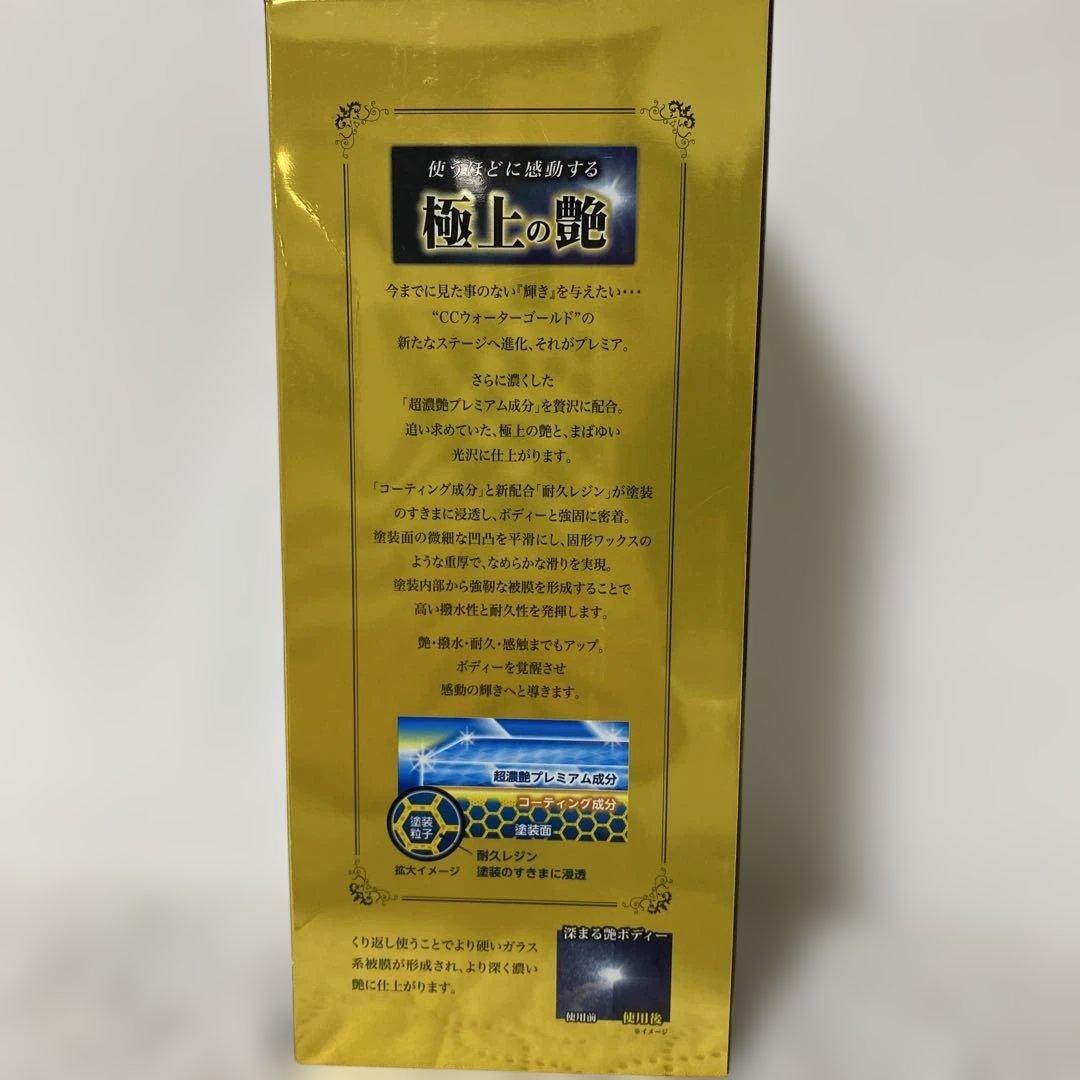 使うほどに感動する
極上の艶
今までに見た事のない『輝き』を与えたい・・・
“CCウォーターゴールド”の
新たなステージへ進化、それがプレミア。
さらに濃くした
「超濃艶プレミアム成分」を贅沢に配合。
追い求めていた、極上の艶と、まばゆい
光沢に仕上がります。
「コーティング成分」と新配合「耐久レジン」が塗装
のすきまに浸透し、ボディーと強固に密着。
塗装面の微細な凹凸を平滑にし、固形ワックスの
ような重厚で、なめらかな滑りを実現。
塗装内部から強靭な被膜を形成することで
高い撥水性と耐久性を発揮します。
艶・撥水・耐久・感触までもアップ。
ボディーを覚醒させ
感動の輝きへと導きます。
超濃艶プレミアム成分
コーティング成分
塗装面
塗装
粒子
拡大イメージ
耐久レジン
塗装のすきまに浸透
くり返し使うことでより硬いガラス
系被膜が形成され、より深く濃い
艶に仕上がります。
深まる艶ボディー
使用前
使用後
※イメージ